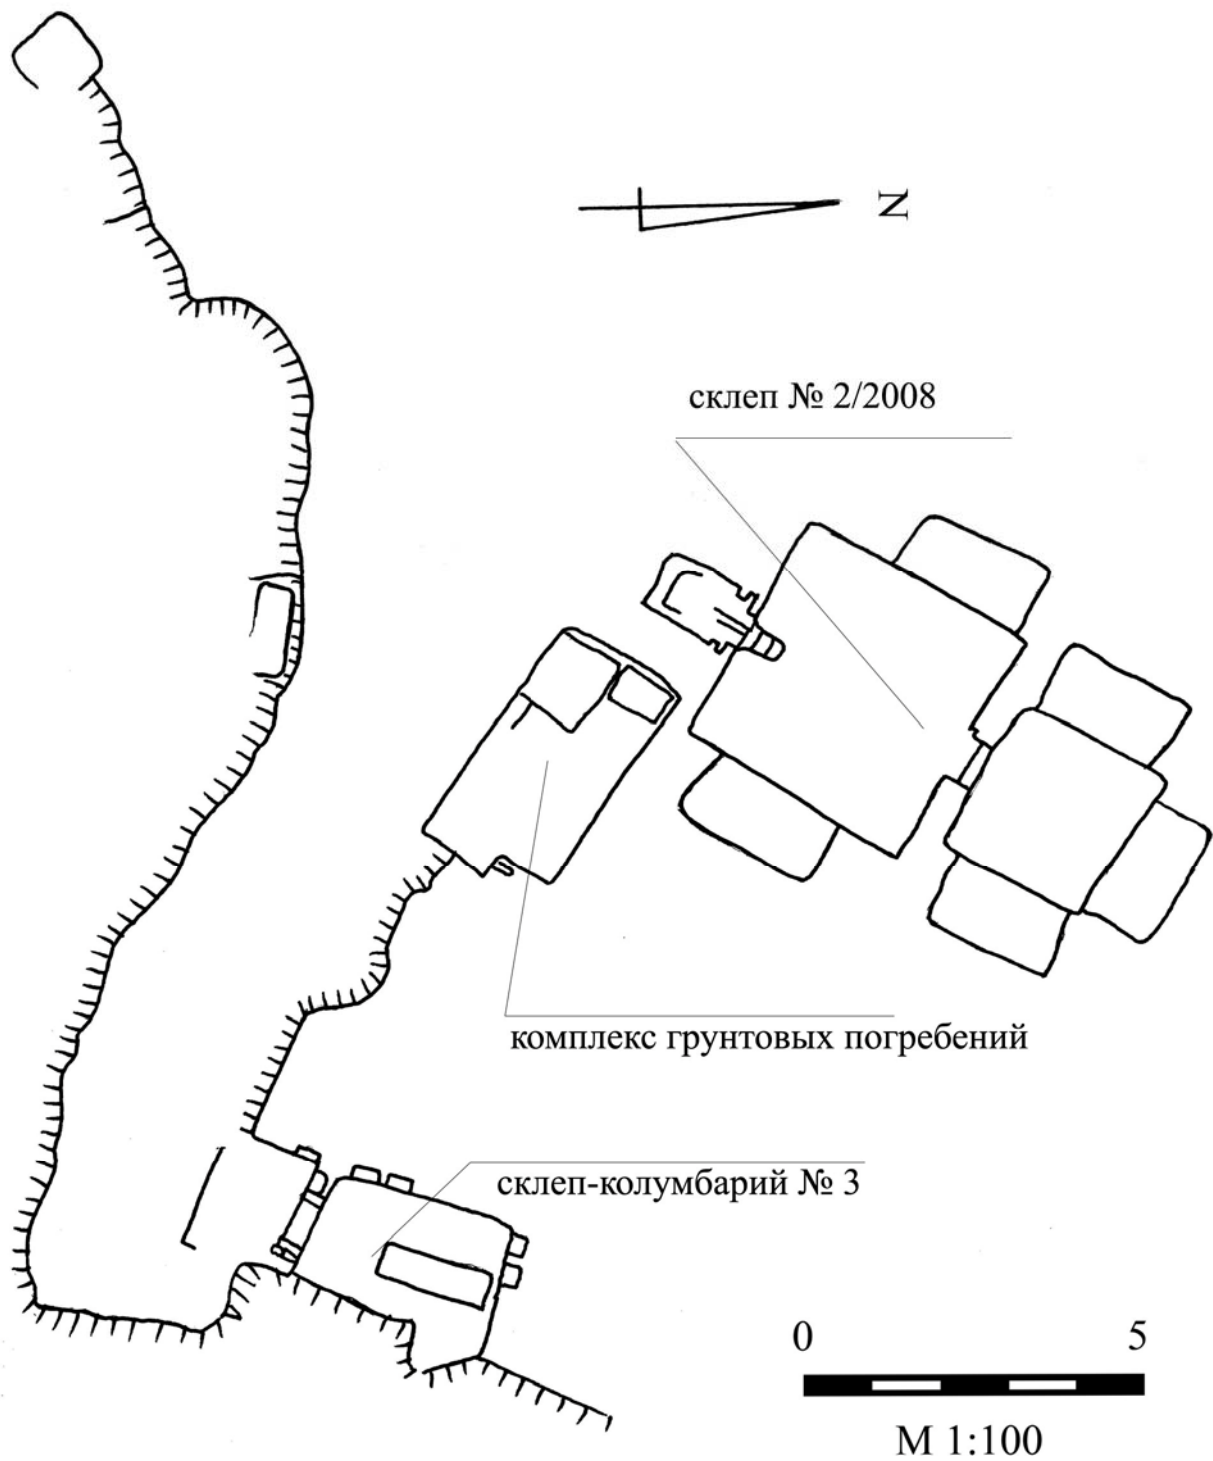 N
склеп № 2/2008
комплекс грунтовых погребений
склеп-колумбарий № 3
0 5
М 1:100